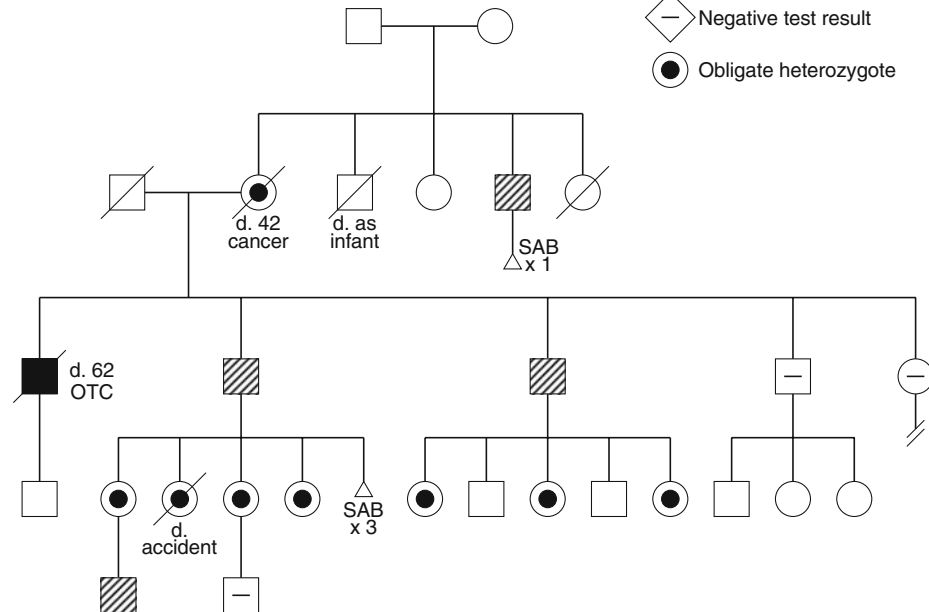 Negative test result
Obligate heterozygote
d. 42
cancer
d. as
infant
SAB
x 1
d. 62
OTC
SAB
x 3
d.
accident